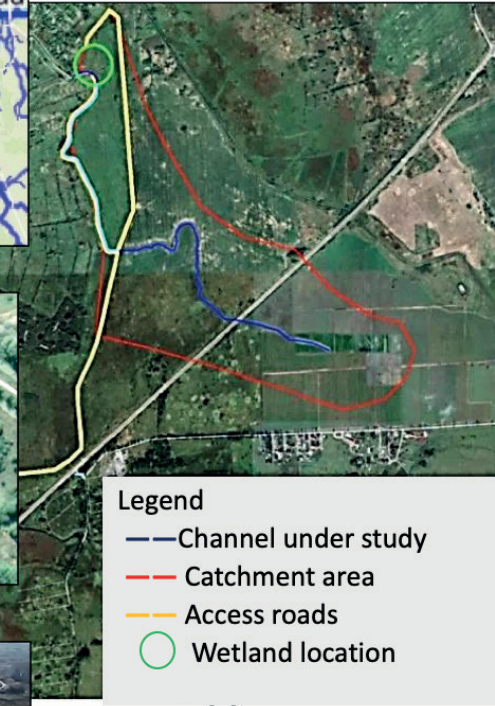 Legend
Channel under study
Catchment area
Access roads
Wetland location